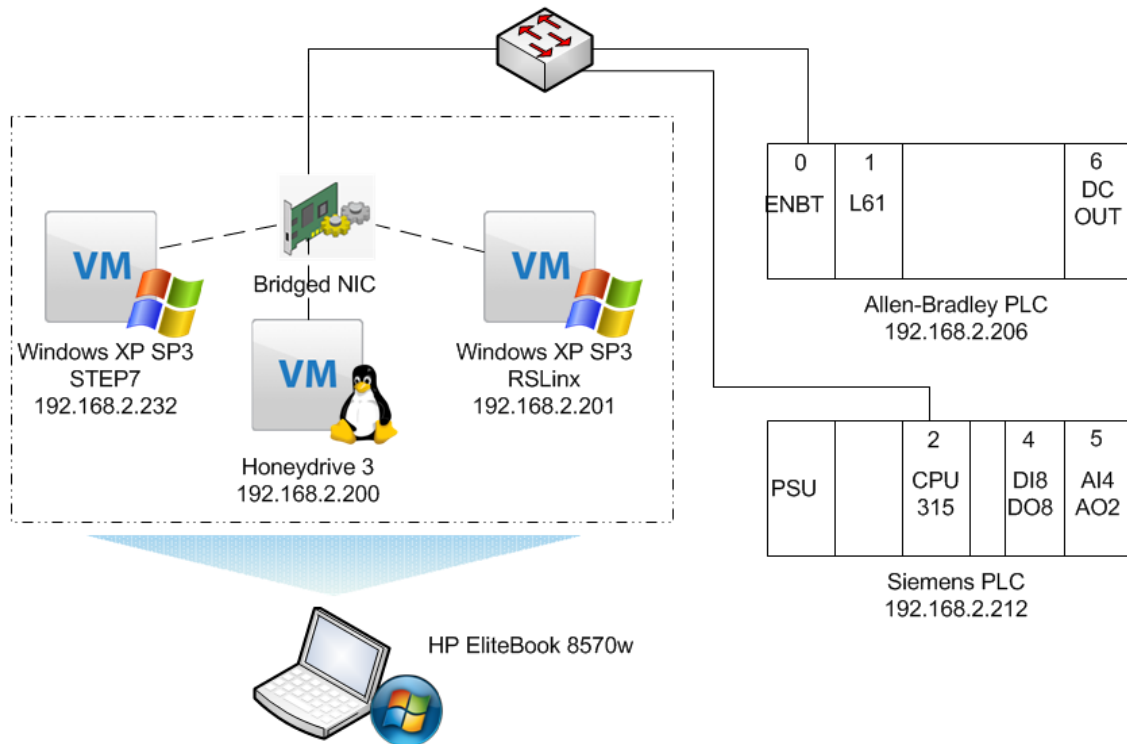 VM
Windows XP SP3
STEP7
192.168.2.232
Bridged NIC
VM
Honeydrive 3
192.168.2.200
VM
Windows XP SP3
RSLinx
192.168.2.201
HP EliteBook 8570w
0
ENBT
1
L61
6
DC
OUT
Allen-Bradley PLC
192.168.2.206
PSU
2
CPU
315
4
DI8
DO8
5
AI4
AO2
Siemens PLC
192.168.2.212